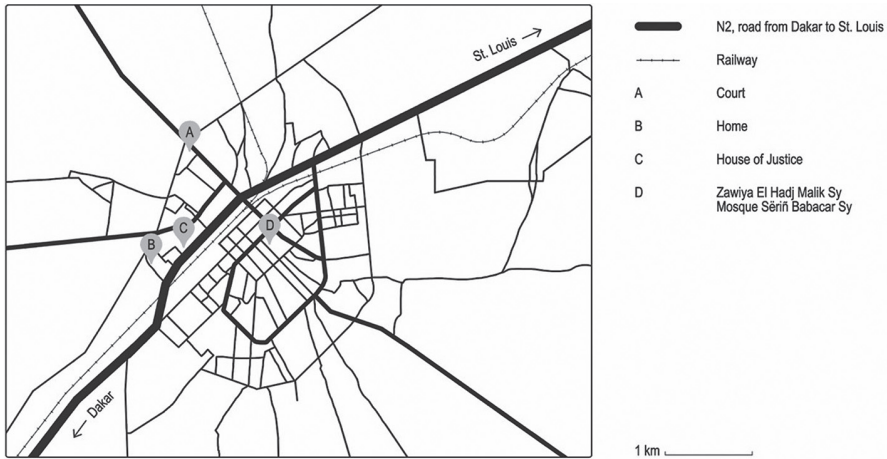 St. Louis
A
C
B
D
Dakar
N2, road from Dakar to St. Louis
Railway
A Court
B Home
C House of Justice
D Zawiya El Hadj Malik Sy
Mosque Sëriñ Babacar Sy
1 km